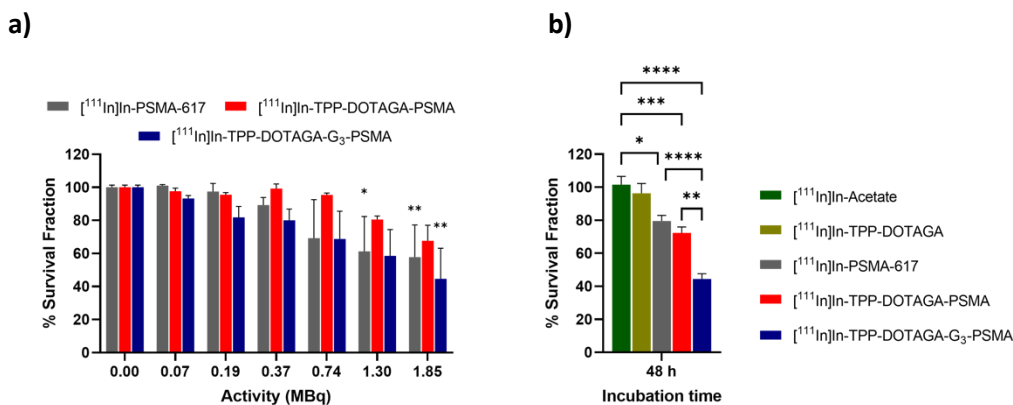 a)
[¹¹¹In]In-PSMA-617 [¹¹¹In]In-TPP-DOTAGA-PSMA
[¹¹¹In]In-TPP-DOTAGA-G₃-PSMA
% Survival Fraction
120
100
80
60
40
20
0
*
**
**
0.00 0.07 0.19 0.37 0.74 1.30 1.85
Activity (MBq)
b)
****
***
* ****
**
% Survival Fraction
120
100
80
60
40
20
0
48 h
Incubation time
[¹¹¹In]In-Acetate
[¹¹¹In]In-TPP-DOTAGA
[¹¹¹In]In-PSMA-617
[¹¹¹In]In-TPP-DOTAGA-PSMA
[¹¹¹In]In-TPP-DOTAGA-G₃-PSMA